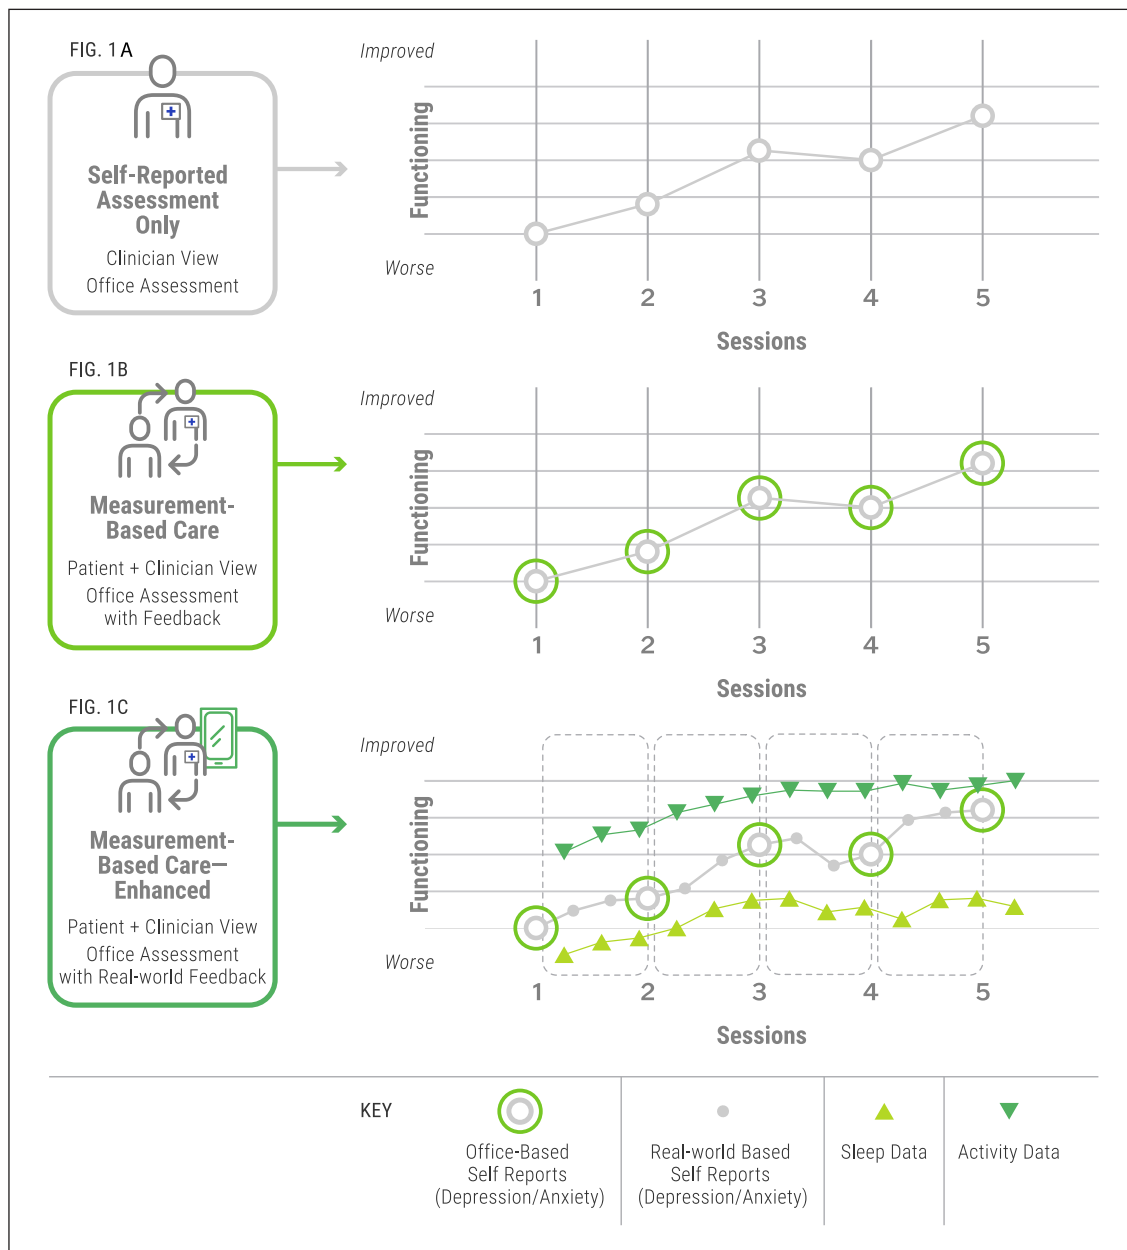 FIG. 1 A
Improved
Functioning
Self-Reported
Assessment
Only
Clinician View
Office Assessment
Worse
1 2 3 4 5
Sessions
FIG. 1B
Improved
Functioning
Measurement-
Based Care
Patient + Clinician View
Office Assessment
with Feedback
Worse
1 2 3 4 5
Sessions
FIG. 1C
Improved
Functioning
Measurement-
Based Care—
Enhanced
Patient + Clinician View
Office Assessment
with Real-world Feedback
Worse
1 2 3 4 5
Sessions
KEY
Office-Based
Self Reports
(Depression/Anxiety)
Real-world Based
Self Reports
(Depression/Anxiety)
Sleep Data
Activity Data